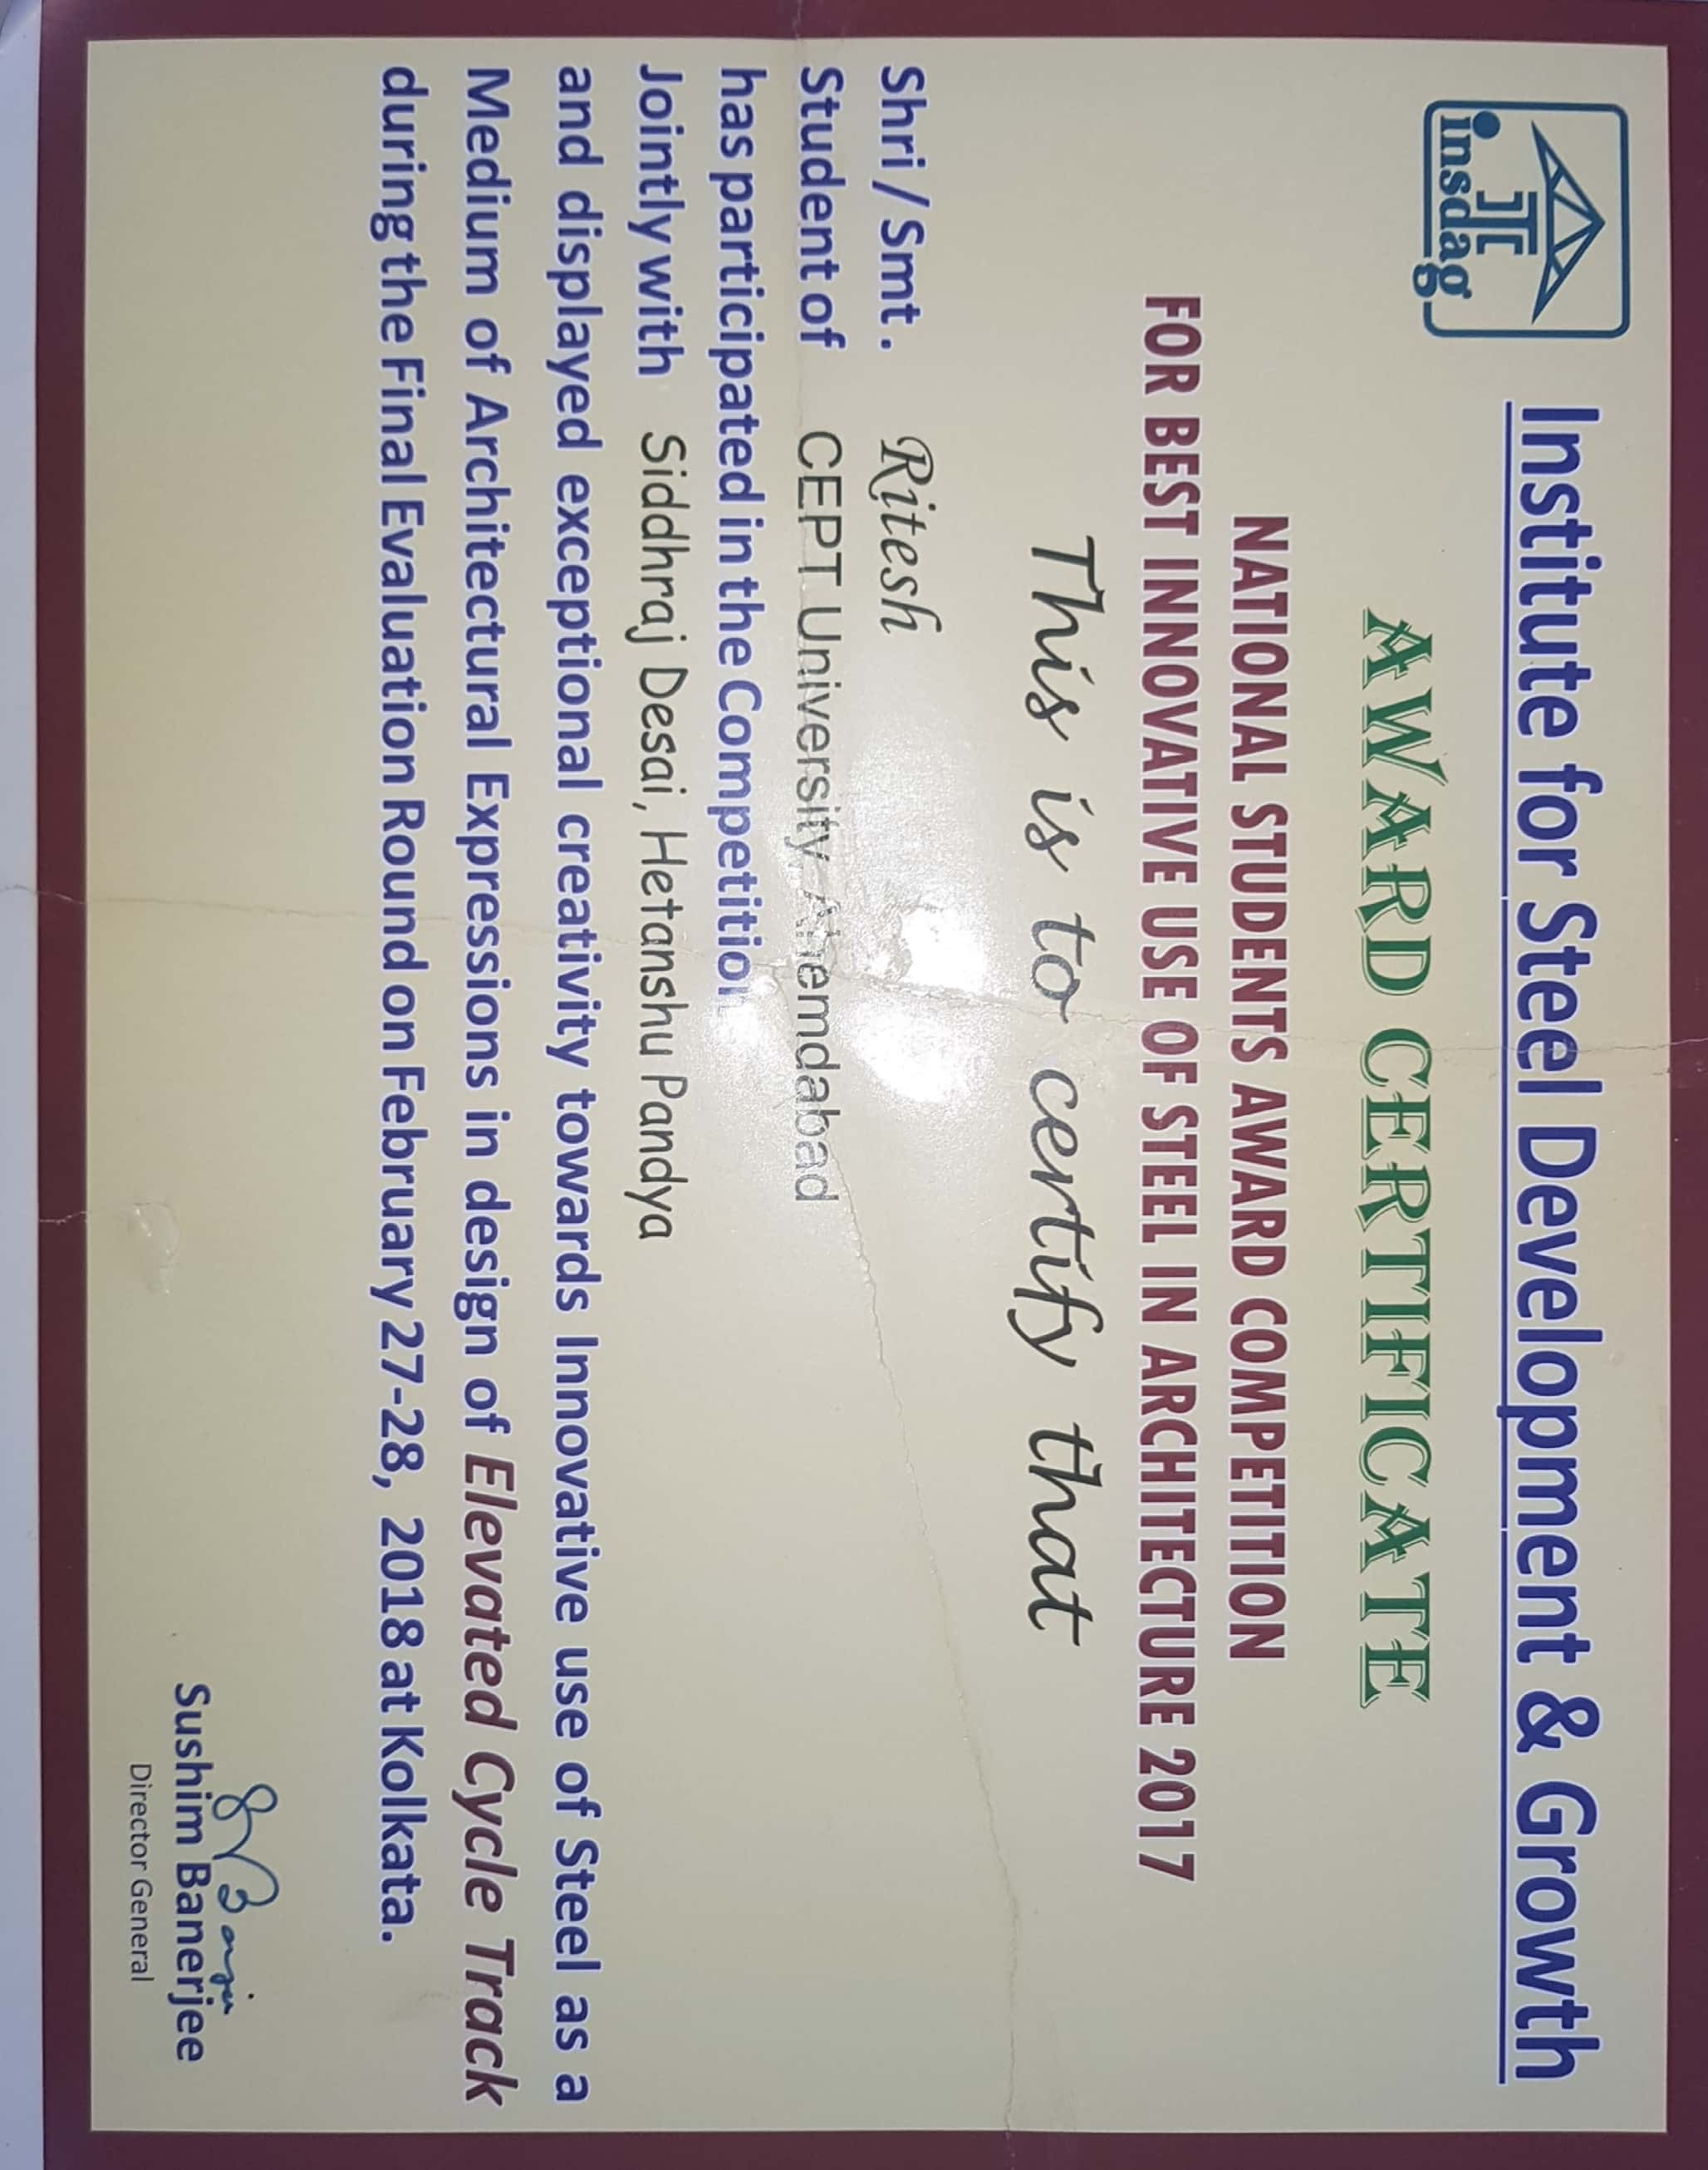 insdag
Institute for Steel Development & Growth
AWARD CERTIFICATE
NATIONAL STUDENTS AWARD COMPETITION
FOR BEST INNOVATIVE USE OF STEEL IN ARCHITECTURE 2017
This is to certify that
Shri / Smt. Ritesh
Student of CEPT University, Ahemdabad
has participated in the Competition
Jointly with Siddhraj Desai, Hetanshu Pandya
and displayed exceptional creativity towards Innovative use of Steel as a
Medium of Architectural Expressions in design of Elevated Cycle Track
during the Final Evaluation Round on February 27-28, 2018 at Kolkata.
Sushim Banerjee
Director General